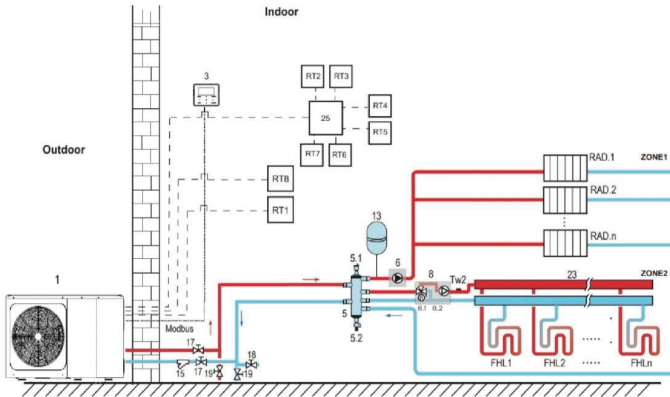 Indoor
Outdoor
3
RT2
RT3
RT4
25
RT5
RT7
RT6
RT8
RT1
RAD.1
ZONE1
RAD.2
RAD.n
13
6
5.1
8
Tw2
23
ZONE2
1
8.1
8.2
5
5.2
Modbus
17
18
15
17
19
19
FHL1
FHL2
FHLn